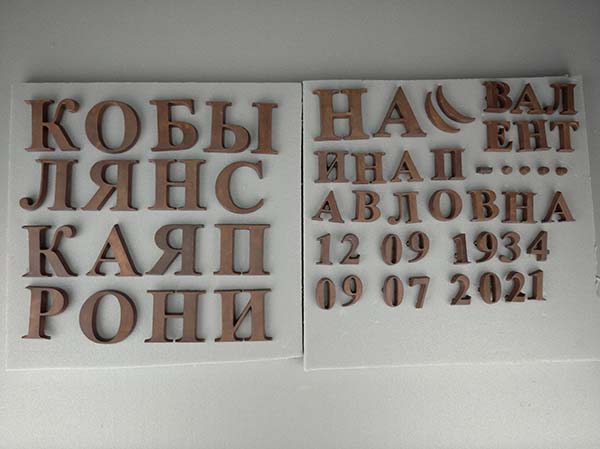 КОБЫ
ЛЯНС
КАЯП
РОНИ
НА (( ВАЛ
ЕНТ
ИНАП - . . . .
АВЛОВНА
12 09 1934
09 07 2021